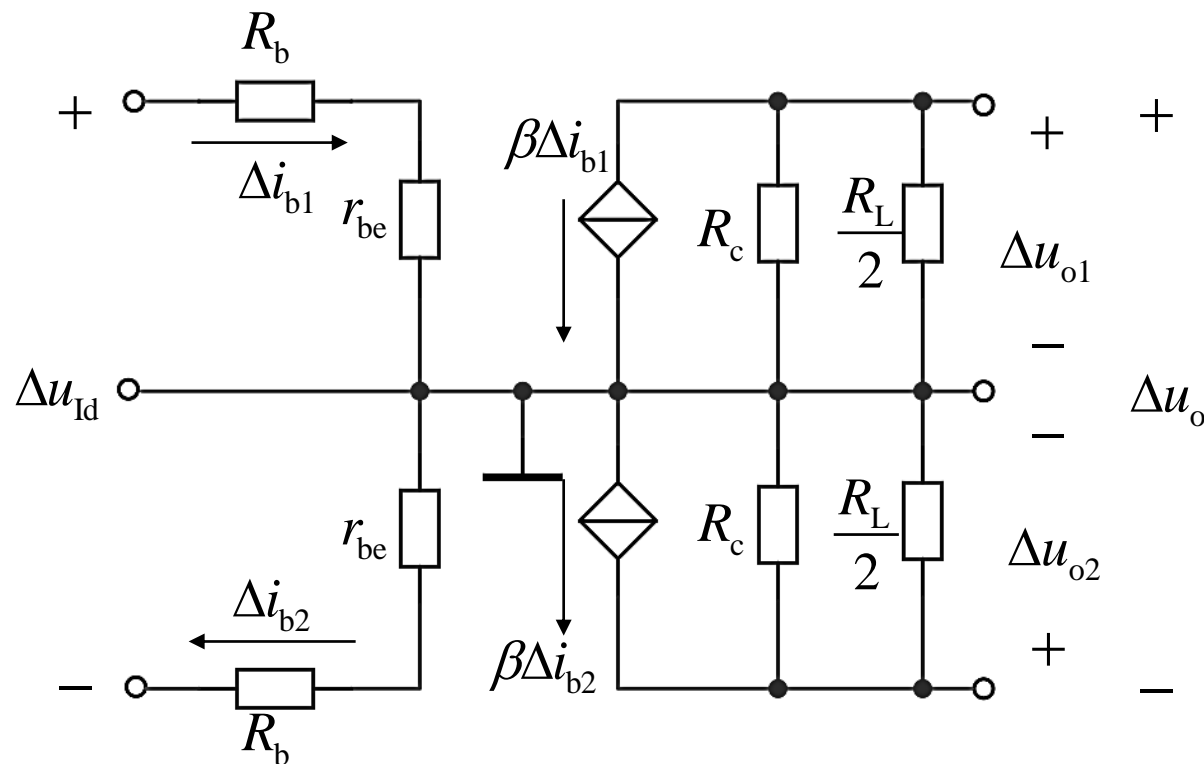 R_b
+
Δi_b1
r_be
βΔi_b1
R_c
R_L/2
+
Δu_o1
−
+
Δu_Id
−
Δu_o
r_be
Δi_b2
−
R_b
βΔi_b2
R_c
R_L/2
Δu_o2
+
−